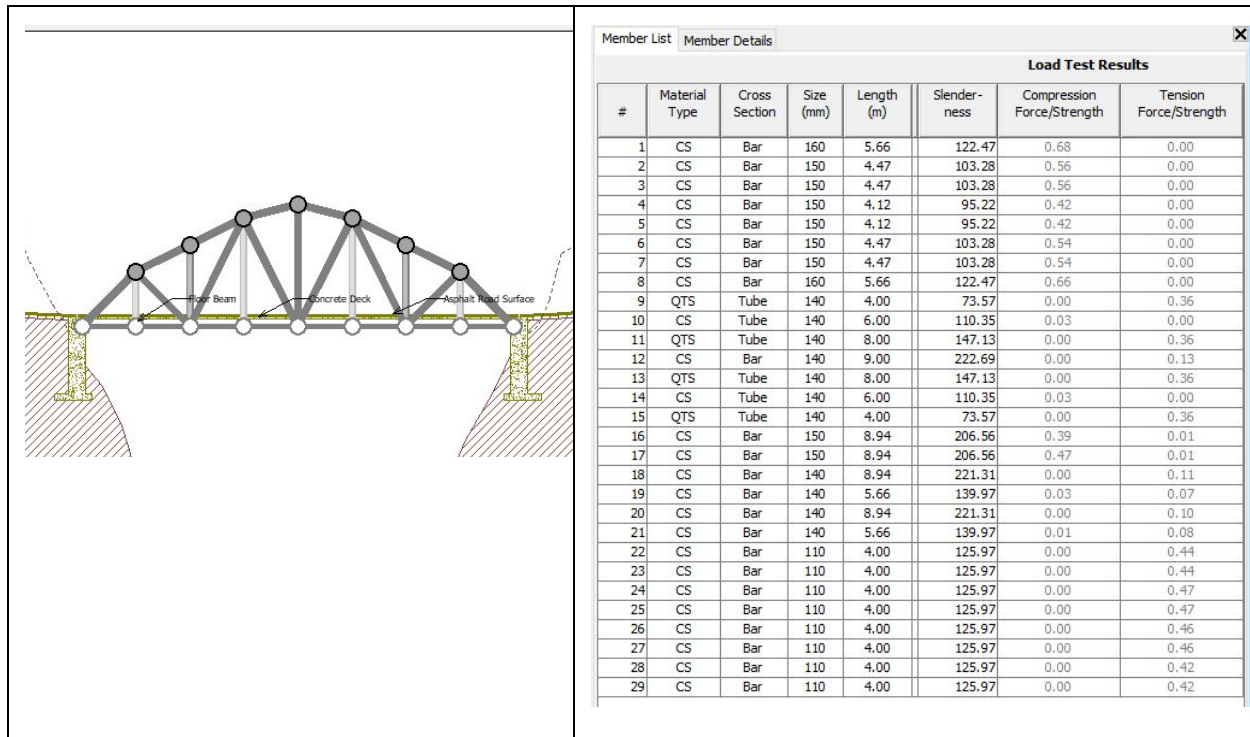 Floor Beam Concrete Deck Asphalt Road Surface
Member List Member Details
Load Test Results
# Material Type Cross Section Size (mm) Length (m) Slender-ness Compression Force/Strength Tension Force/Strength
1 CS Bar 160 5.66 122.47 0.68 0.00
2 CS Bar 150 4.47 103.28 0.56 0.00
3 CS Bar 150 4.47 103.28 0.56 0.00
4 CS Bar 150 4.12 95.22 0.42 0.00
5 CS Bar 150 4.12 95.22 0.42 0.00
6 CS Bar 150 4.47 103.28 0.54 0.00
7 CS Bar 150 4.47 103.28 0.54 0.00
8 CS Bar 160 5.66 122.47 0.66 0.00
9 QTS Tube 140 4.00 73.57 0.00 0.36
10 CS Tube 140 6.00 110.35 0.03 0.00
11 QTS Tube 140 8.00 147.13 0.00 0.36
12 CS Bar 140 9.00 222.69 0.00 0.13
13 QTS Tube 140 8.00 147.13 0.00 0.36
14 CS Tube 140 6.00 110.35 0.03 0.00
15 QTS Tube 140 4.00 73.57 0.00 0.36
16 CS Bar 150 8.94 206.56 0.39 0.01
17 CS Bar 150 8.94 206.56 0.47 0.01
18 CS Bar 140 8.94 221.31 0.00 0.11
19 CS Bar 140 5.66 139.97 0.03 0.07
20 CS Bar 140 8.94 221.31 0.00 0.10
21 CS Bar 140 5.66 139.97 0.01 0.08
22 CS Bar 110 4.00 125.97 0.00 0.44
23 CS Bar 110 4.00 125.97 0.00 0.44
24 CS Bar 110 4.00 125.97 0.00 0.47
25 CS Bar 110 4.00 125.97 0.00 0.47
26 CS Bar 110 4.00 125.97 0.00 0.46
27 CS Bar 110 4.00 125.97 0.00 0.46
28 CS Bar 110 4.00 125.97 0.00 0.42
29 CS Bar 110 4.00 125.97 0.00 0.42